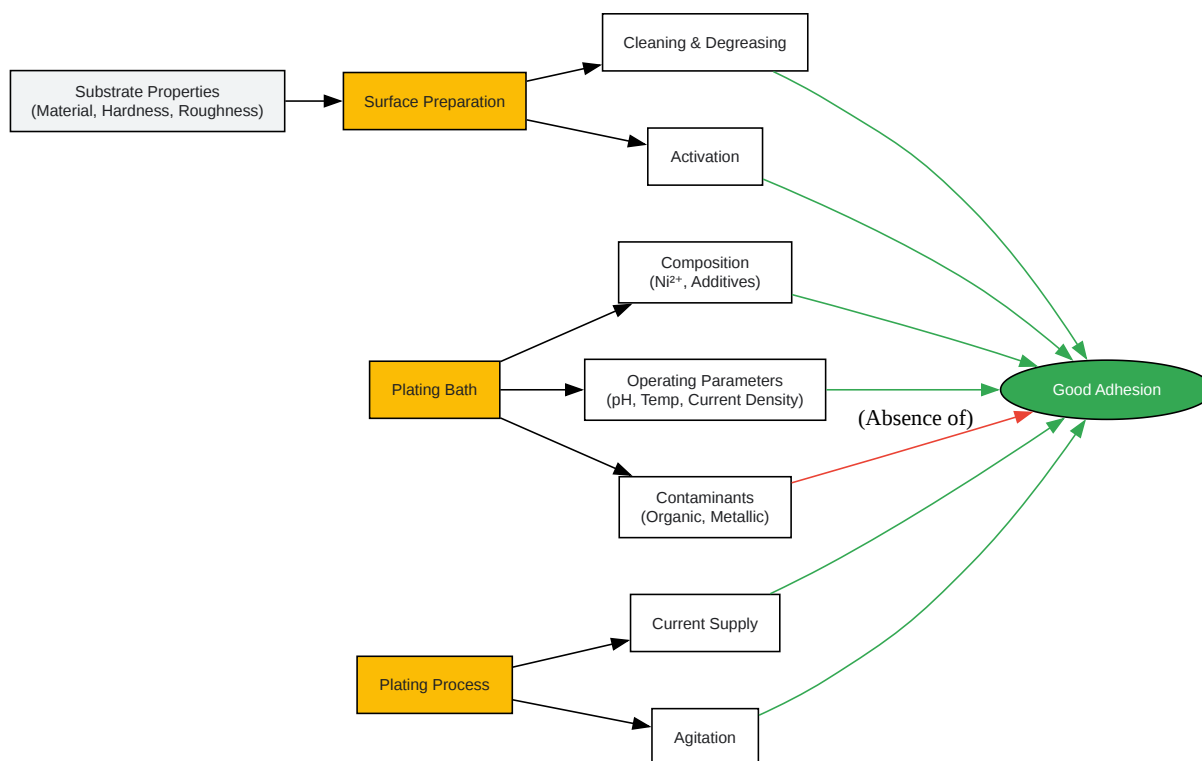 Cleaning & Degreasing
Substrate Properties
(Material, Hardness, Roughness)
Surface Preparation
Activation
Composition
(Ni²⁺, Additives)
Plating Bath
Operating Parameters
(pH, Temp, Current Density)
Good Adhesion
(Absence of)
Contaminants
(Organic, Metallic)
Current Supply
Plating Process
Agitation